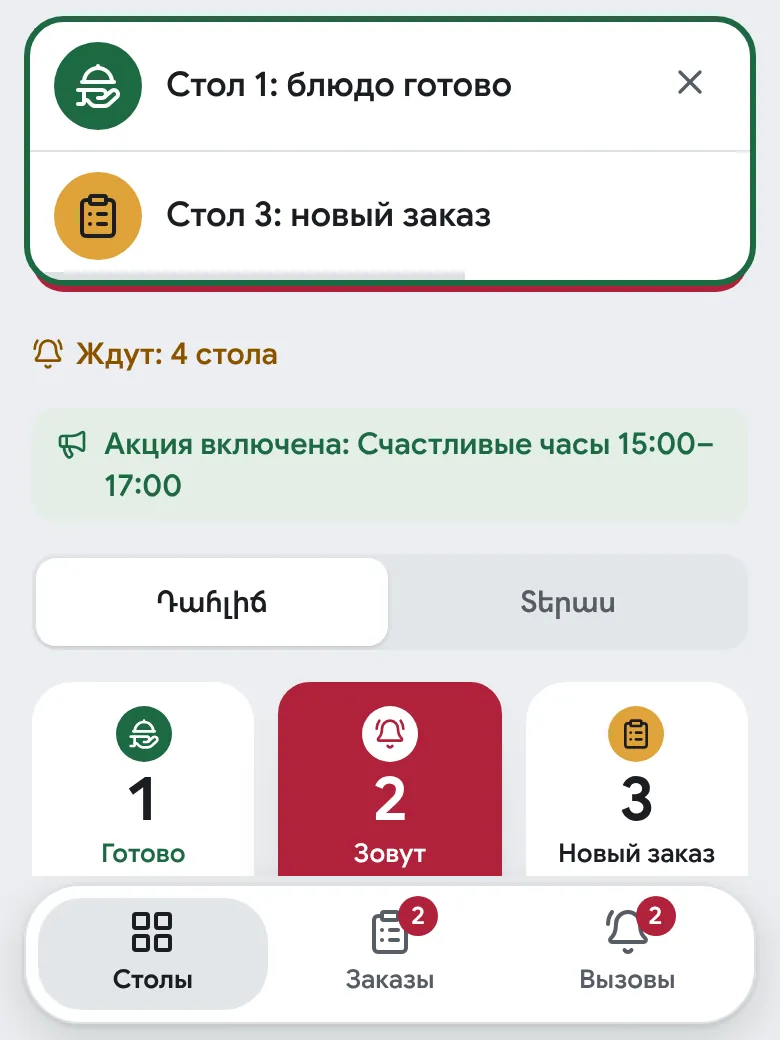 Стол 1: блюдо готово
Стол 3: новый заказ
Ждут: 4 стола
Акция включена: Счастливые часы 15:00–
17:00
Դահլիճ
Տերաս
1
2
3
Готово
Зовут
Новый заказ
2
2
Столы
Заказы
Вызовы